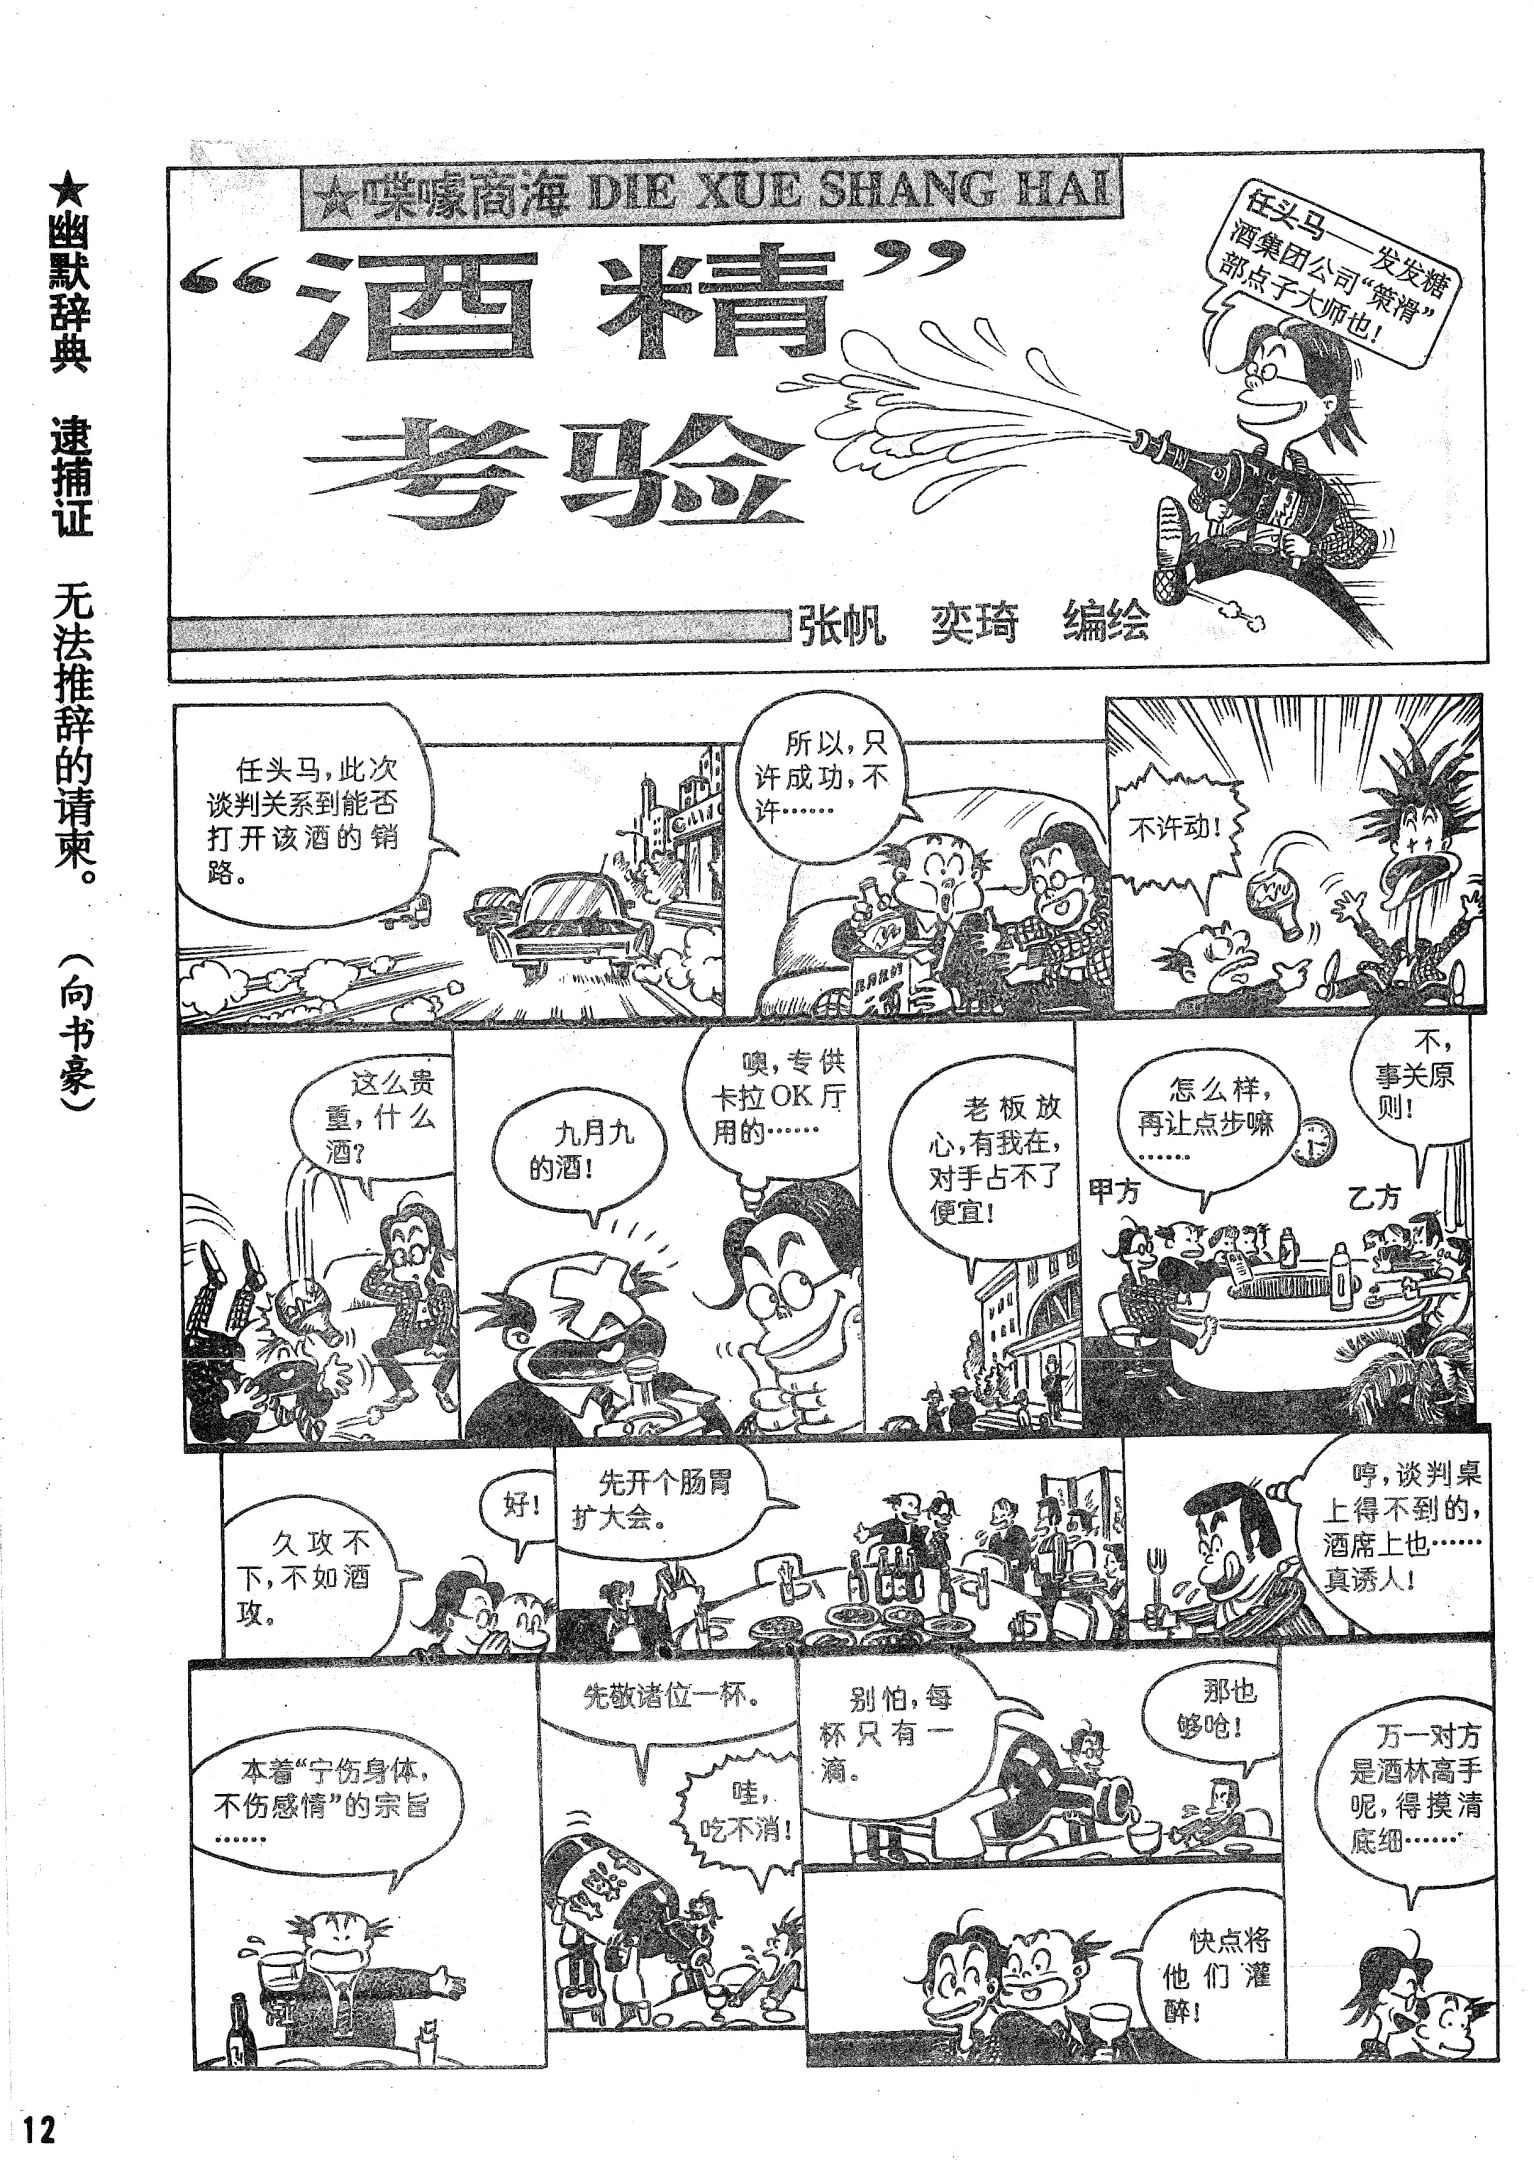 ★幽默辞典 逮捕证 无法推辞的请柬。(向书豪)
★喋噱商海 DIE XUE SHANG HAI
“酒精”
考验
任头马——发发糖
酒集团公司“策滑”
部点子大师也!
张帆 奕琦 编绘
任头马,此次
谈判关系到能否
打开该酒的销
路。
所以,只
许成功,不
许……
不许动!
这么贵
重,什么
酒?
九月九
的酒!
噢,专供
卡拉OK厅
用的……
老板放
心,有我在,
对手占不了
便宜!
怎么样,
再让点步嘛
……
不,
事关原
则!
甲方
乙方
久攻不
下,不如酒
攻。
好!
先开个肠胃
扩大会。
哼,谈判桌
上得不到的,
酒席上也……
真诱人!
本着“宁伤身体,
不伤感情”的宗旨
……
先敬诸位一杯。
哇,
吃不消!
别怕,每
杯只有一
滴。
那也
够呛!
快点将
他们灌
醉!
万一对方
是酒林高手
呢,得摸清
底细……
12